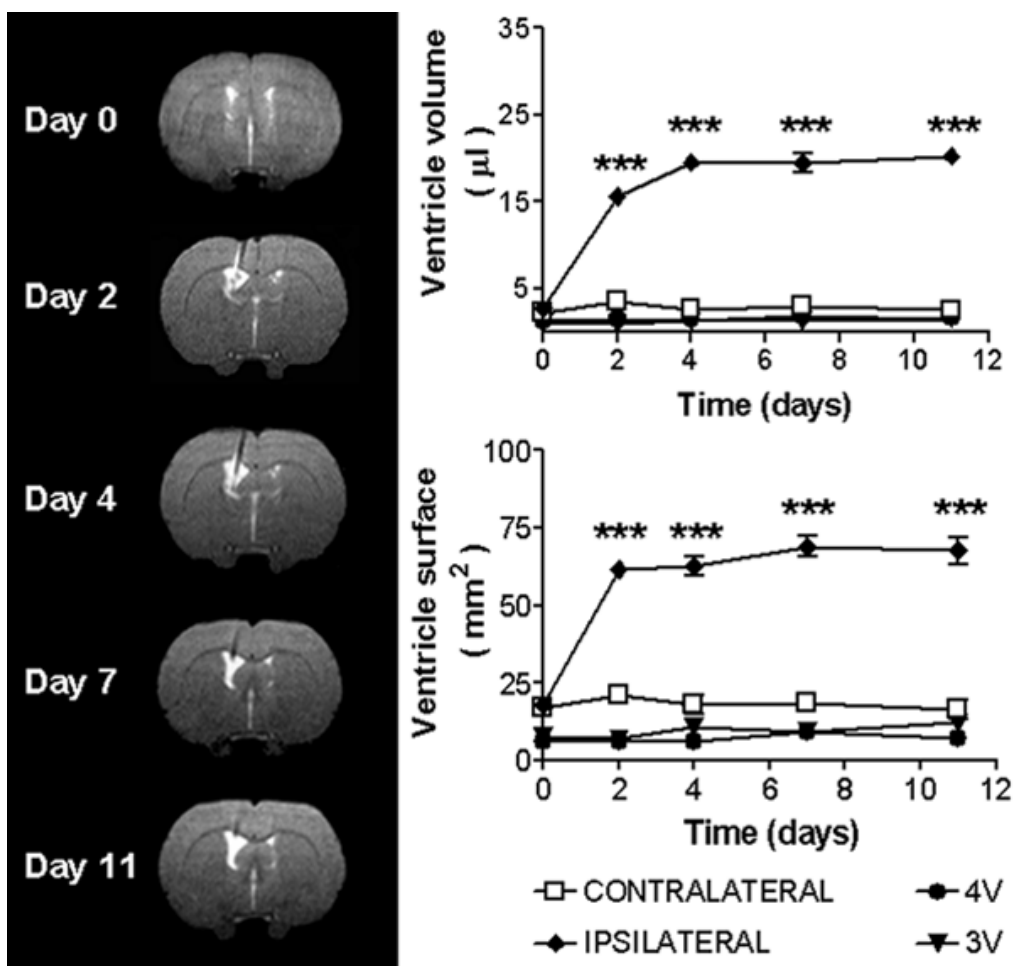 Day 0
Day 2
Day 4
Day 7
Day 11
Ventricle volume
( µl )
35
25
15
5
*** *** *** ***
0 2 4 6 8 10 12
Time (days)
Ventricle surface
( mm² )
100
75
50
25
0
*** *** *** ***
0 2 4 6 8 10 12
Time (days)
CONTRALATERAL 4V
IPSILATERAL 3V